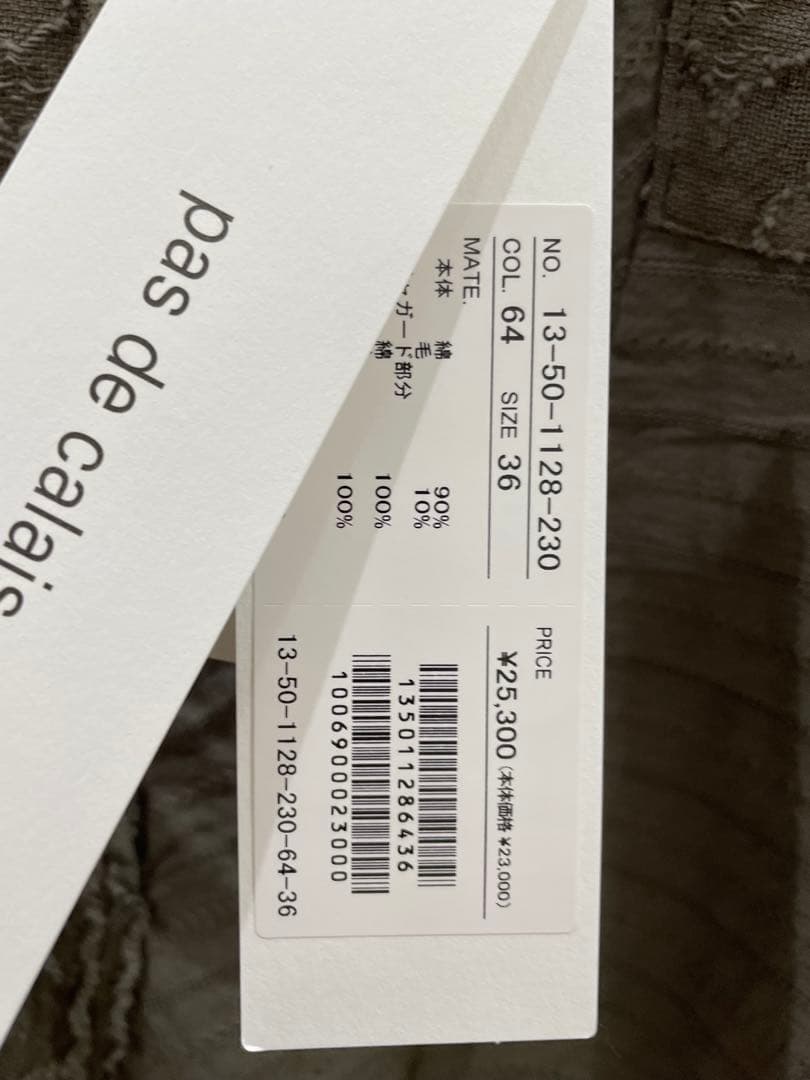 pas de calais
NO. 13-50-1128-230
COL. 64 SIZE 36
MATE.
本体 綿 90%
毛 10%
ガード部分
綿 100%
100%
PRICE
¥25,300 (本体価格 ¥23,000)
135011286436
1006900023000
13-50-1128-230-64-36